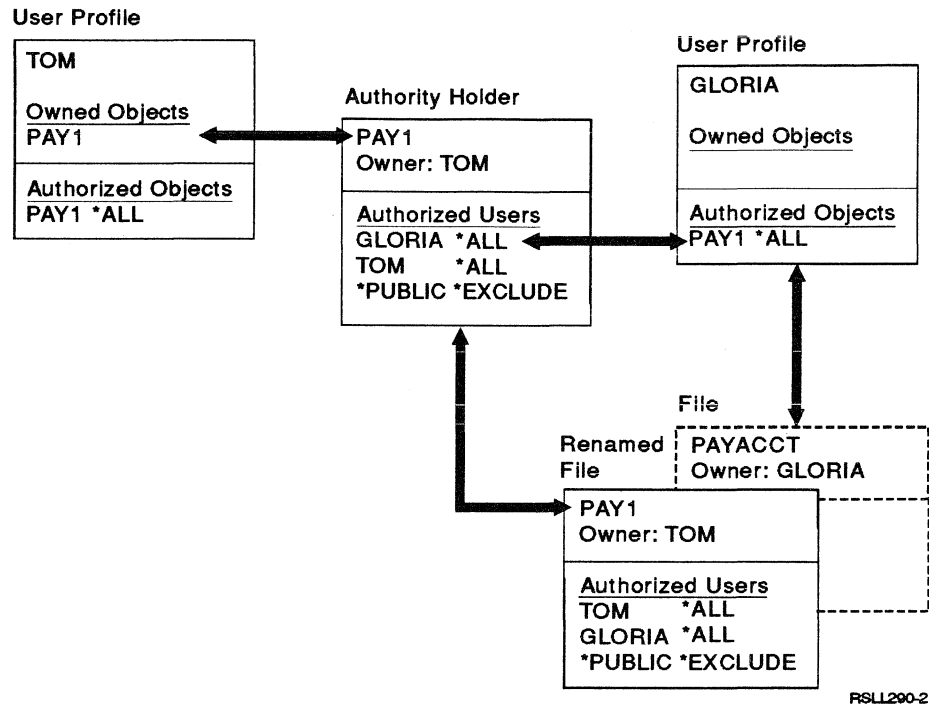 User Profile
TOM
Owned Objects
PAY1
Authorized Objects
PAY1 *ALL
Authority Holder
PAY1
Owner: TOM
Authorized Users
GLORIA *ALL
TOM *ALL
*PUBLIC *EXCLUDE
User Profile
GLORIA
Owned Objects
Authorized Objects
PAY1 *ALL
File
PAYACCT
Owner: GLORIA
Renamed
File
PAY1
Owner: TOM
Authorized Users
TOM *ALL
GLORIA *ALL
*PUBLIC *EXCLUDE
RSLL290-2